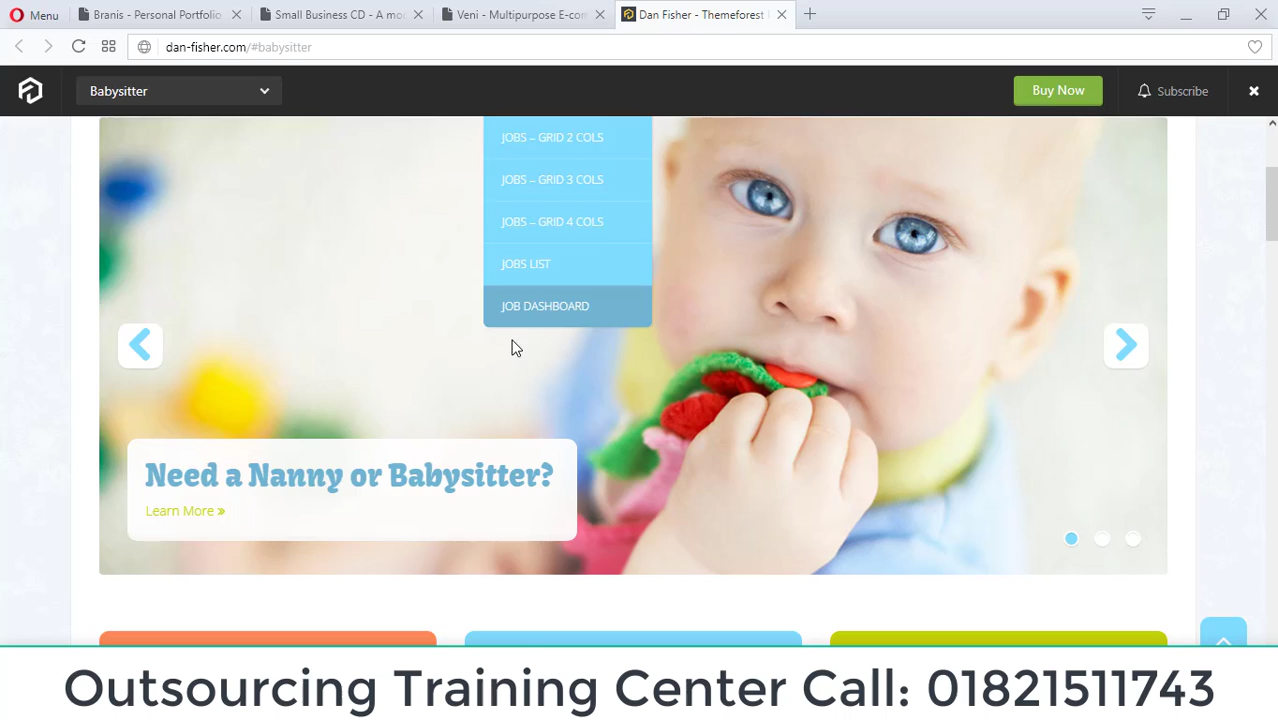 Menu
Branis - Personal Portfolio
Small Business CD - A mo
Veni - Multipurpose E-com
Dan Fisher - Themeforest
dan-fisher.com/#babysitter
Babysitter
Buy Now
Subscribe
JOBS – GRID 2 COLS
JOBS – GRID 3 COLS
JOBS – GRID 4 COLS
JOBS LIST
JOB DASHBOARD
Need a Nanny or Babysitter?
Learn More »
Outsourcing Training Center Call: 01821511743